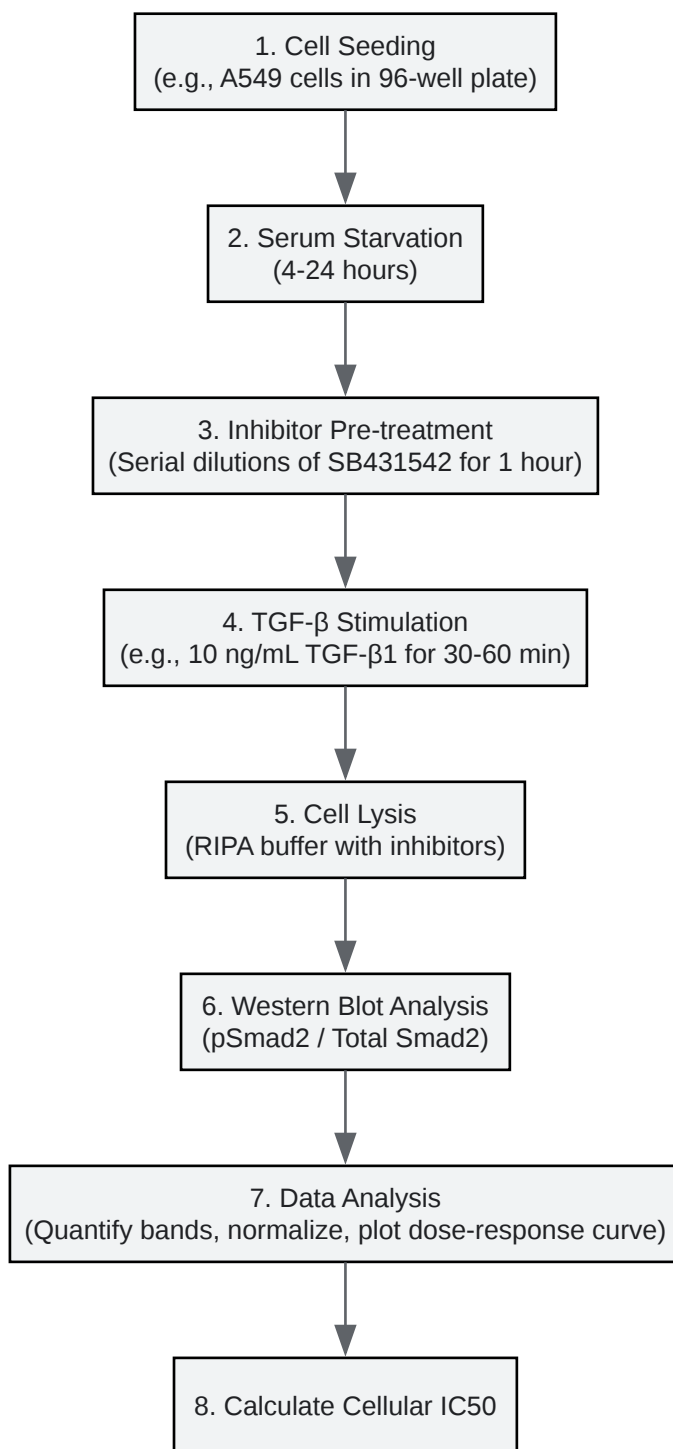 1. Cell Seeding
(e.g., A549 cells in 96-well plate)
2. Serum Starvation
(4-24 hours)
3. Inhibitor Pre-treatment
(Serial dilutions of SB431542 for 1 hour)
4. TGF-β Stimulation
(e.g., 10 ng/mL TGF-β1 for 30-60 min)
5. Cell Lysis
(RIPA buffer with inhibitors)
6. Western Blot Analysis
(pSmad2 / Total Smad2)
7. Data Analysis
(Quantify bands, normalize, plot dose-response curve)
8. Calculate Cellular IC50